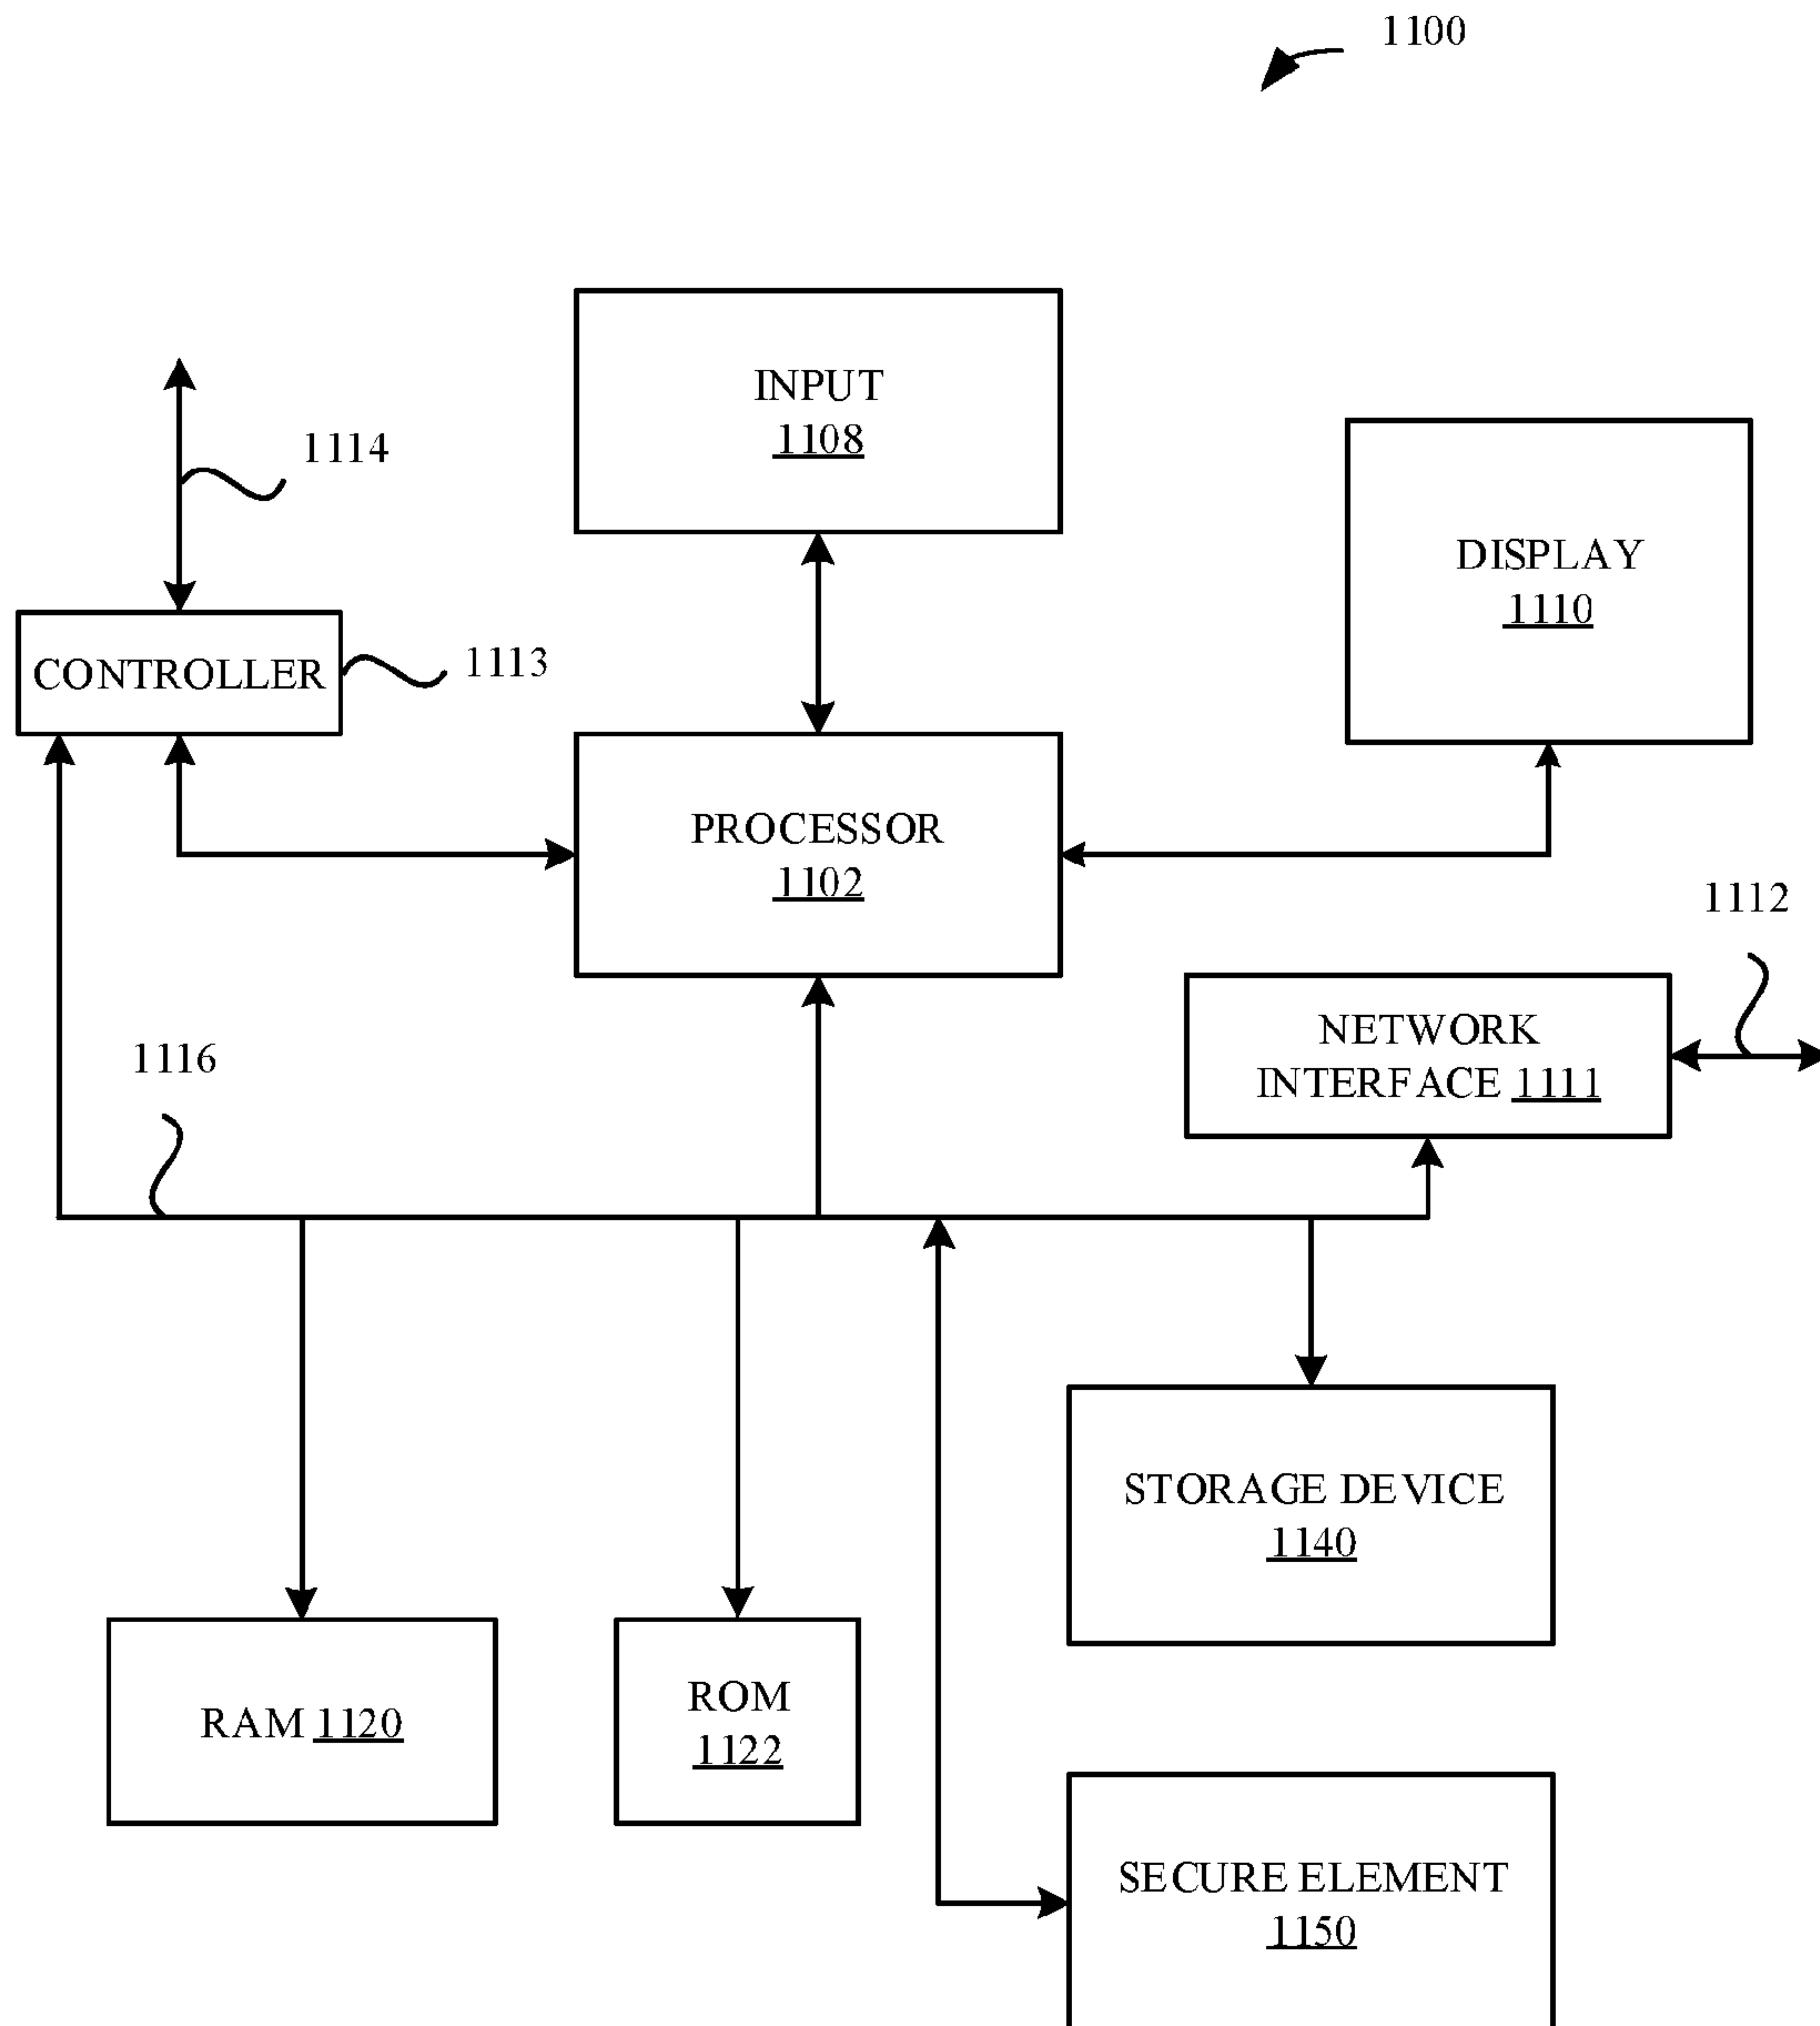 1100
INPUT
1108
1114
DISPLAY
1110
CONTROLLER
1113
PROCESSOR
1102
1112
NETWORK
INTERFACE 1111
1116
STORAGE DEVICE
1140
RAM 1120
ROM
1122
SECURE ELEMENT
1150